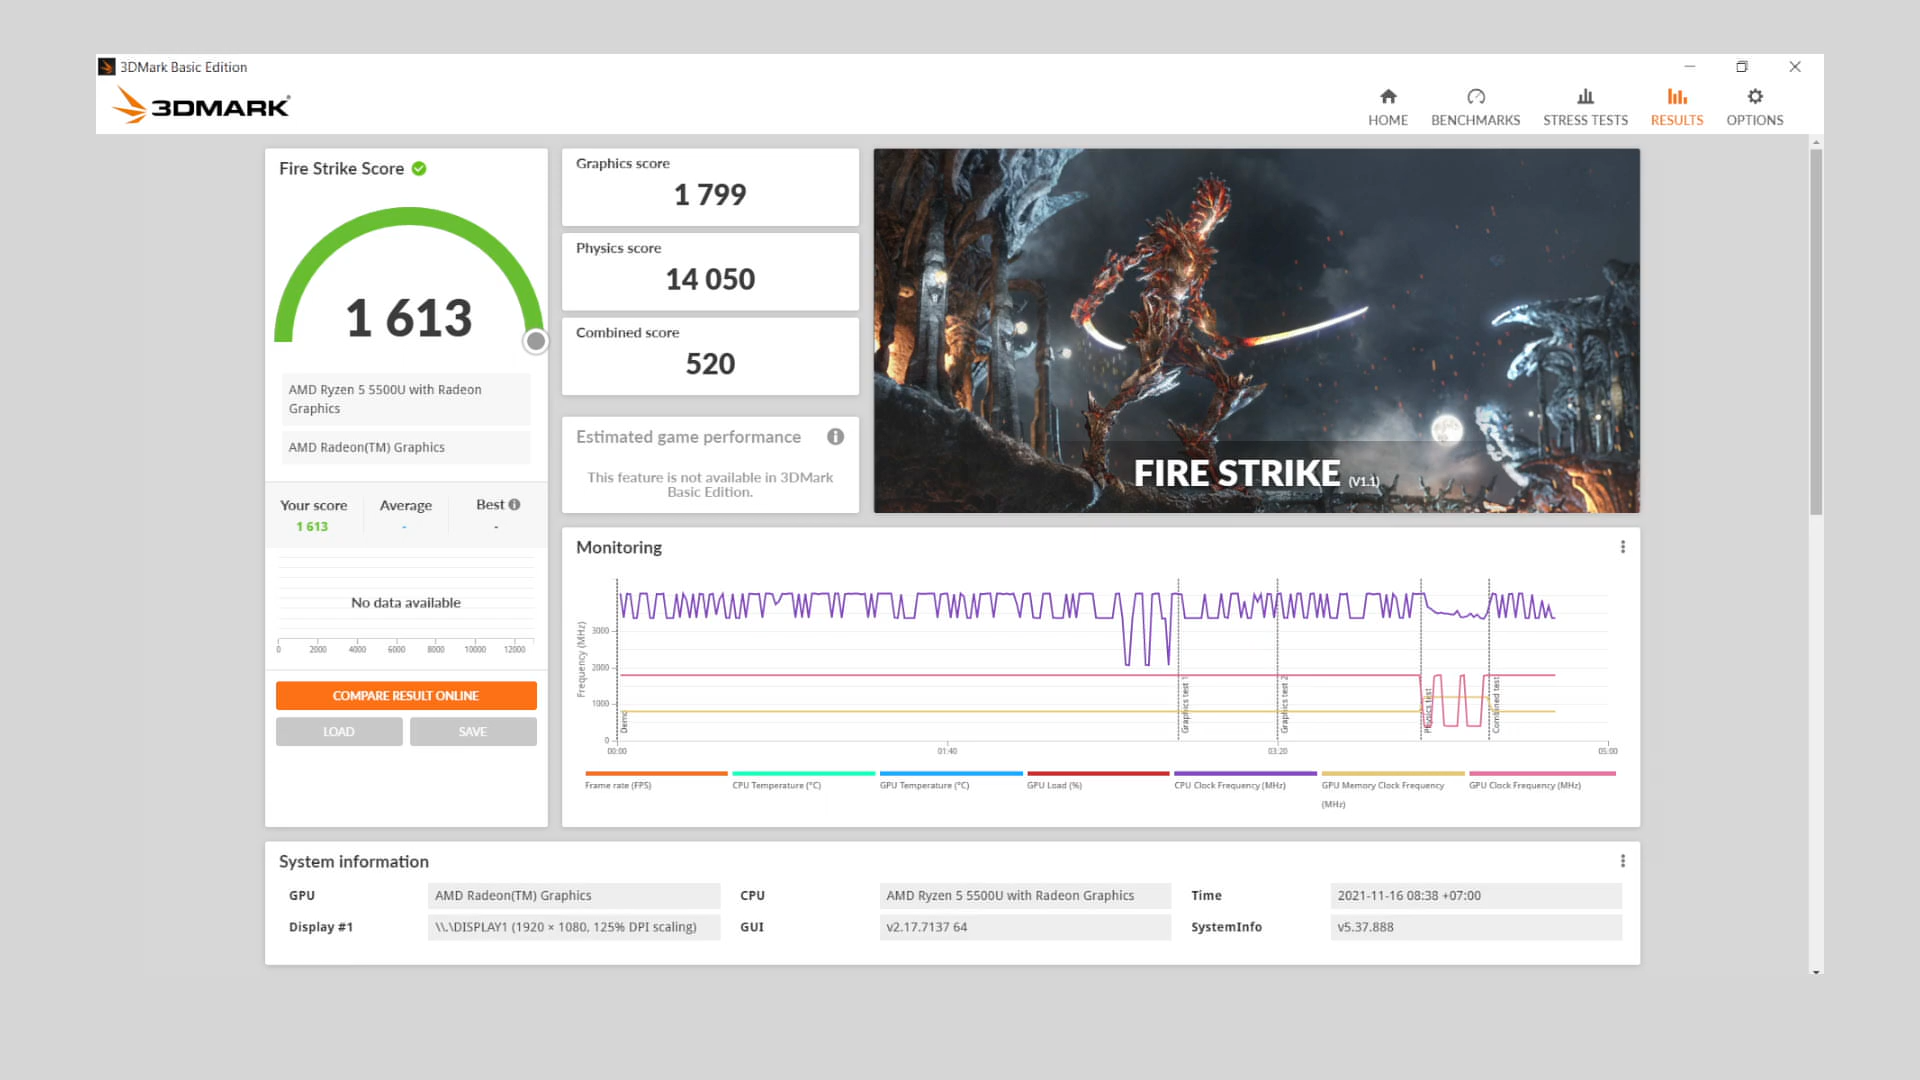 3DMark Basic Edition
3DMARK
HOME
BENCHMARKS
STRESS TESTS
RESULTS
OPTIONS
Fire Strike Score
1 613
AMD Ryzen 5 5500U with Radeon
Graphics
AMD Radeon(TM) Graphics
Your score
Average
Best
1 613
-
-
No data available
0 2000 4000 6000 8000 10000 12000
COMPARE RESULT ONLINE
LOAD
SAVE
Graphics score
1 799
Physics score
14 050
Combined score
520
Estimated game performance
This feature is not available in 3DMark
Basic Edition.
FIRE STRIKE (V1.1)
Monitoring
Frequency (MHz)
3000
2000
1000
0
Demo
Graphics test 1
Graphics test 2
Physics test
Combined test
00:00 01:40 03:20 05:00
Frame rate (FPS)
CPU Temperature (°C)
GPU Temperature (°C)
GPU Load (%)
CPU Clock Frequency (MHz)
GPU Memory Clock Frequency
(MHz)
GPU Clock Frequency (MHz)
System information
GPU
AMD Radeon(TM) Graphics
CPU
AMD Ryzen 5 5500U with Radeon Graphics
Time
2021-11-16 08:38 +07:00
Display #1
\\.\DISPLAY1 (1920 × 1080, 125% DPI scaling)
GUI
v2.17.7137 64
SystemInfo
v5.37.888